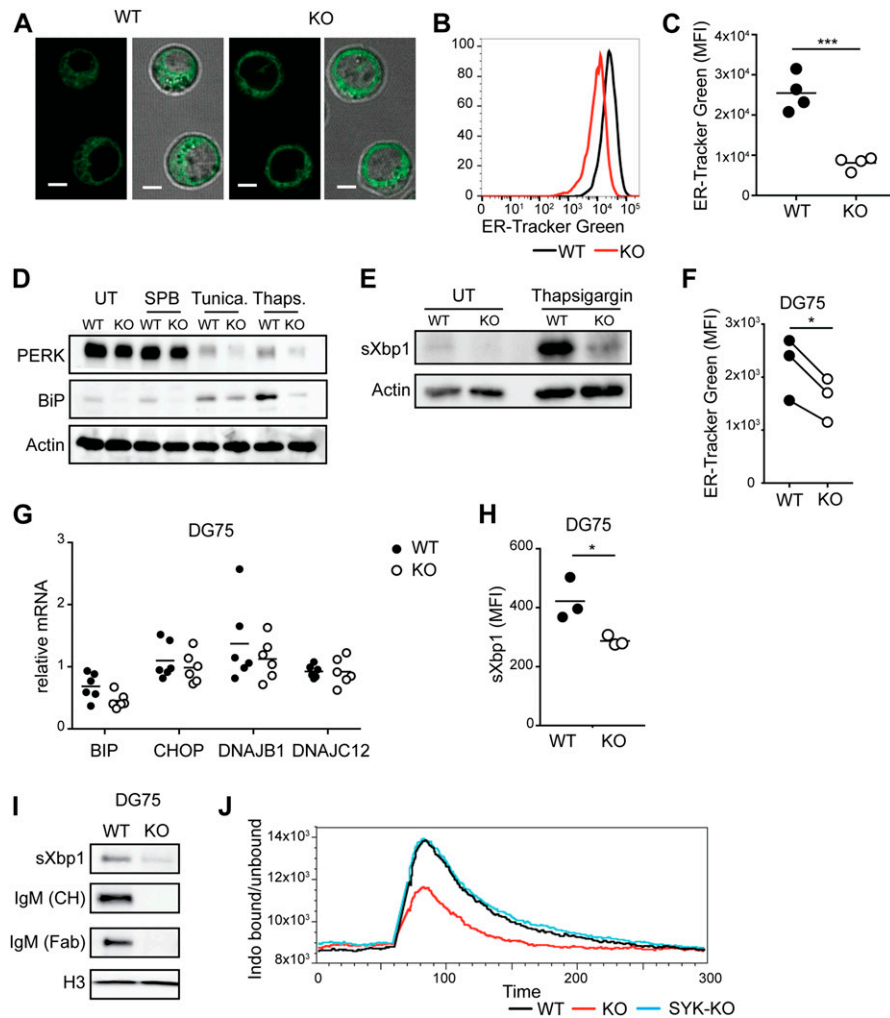 A
WT
KO
B
100
80
60
40
20
0
0 10¹ 10² 10³ 10⁴ 10⁵
ER-Tracker Green
WT KO
C
ER-Tracker Green (MFI)
***
4x10⁴
3x10⁴
2x10⁴
1x10⁴
0
WT KO
D
UT SPB Tunica. Thaps.
WT KO WT KO WT KO WT KO
PERK
BiP
Actin
E
UT Thapsigargin
WT KO WT KO
sXbp1
Actin
F
DG75
ER-Tracker Green (MFI)
*
3x10³
2x10³
1x10³
0
WT KO
G
DG75
WT
KO
relative mRNA
3
2
1
0
BIP CHOP DNAJB1 DNAJC12
H
DG75
sXbp1 (MFI)
*
600
400
200
0
WT KO
I
DG75
WT KO
sXbp1
IgM (CH)
IgM (Fab)
H3
J
Indo bound/unbound
14x10³
12x10³
10x10³
8x10³
0 100 200 300
Time
WT KO SYK-KO